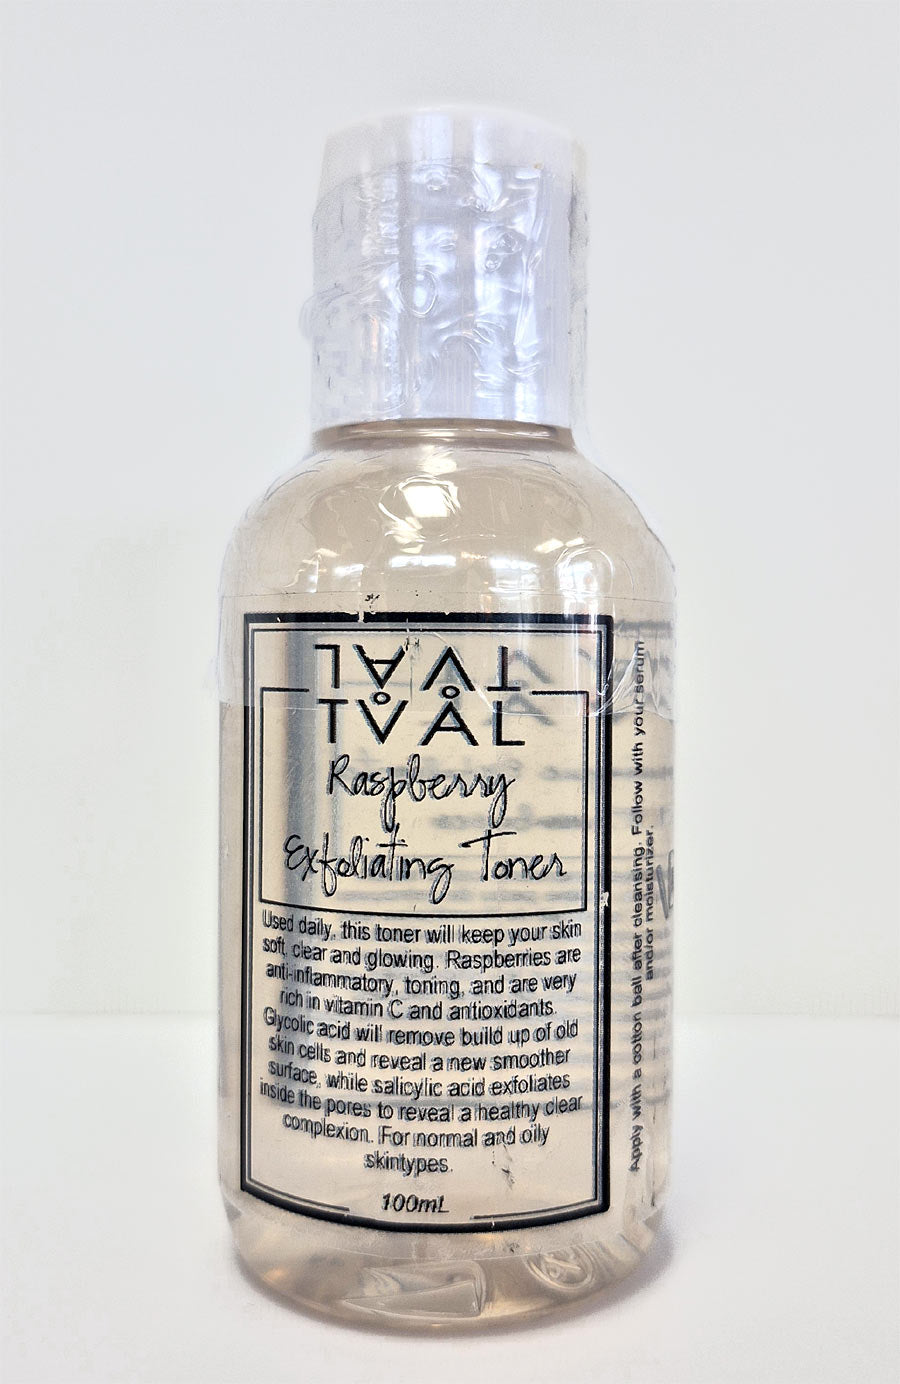 TVÅL
TVÅL
Raspberry
Exfoliating Toner
Used daily, this toner will keep your skin
soft, clear and glowing. Raspberries are
anti-inflammatory, toning, and are very
rich in vitamin C and antioxidants.
Glycolic acid will remove build up of old
skin cells and reveal a new smoother
surface, while salicylic acid exfoliates
inside the pores to reveal a healthy clear
complexion. For normal and oily
skintypes.
100mL
Apply with a cotton ball after cleansing. Follow with your serum
and/or moisturizer.